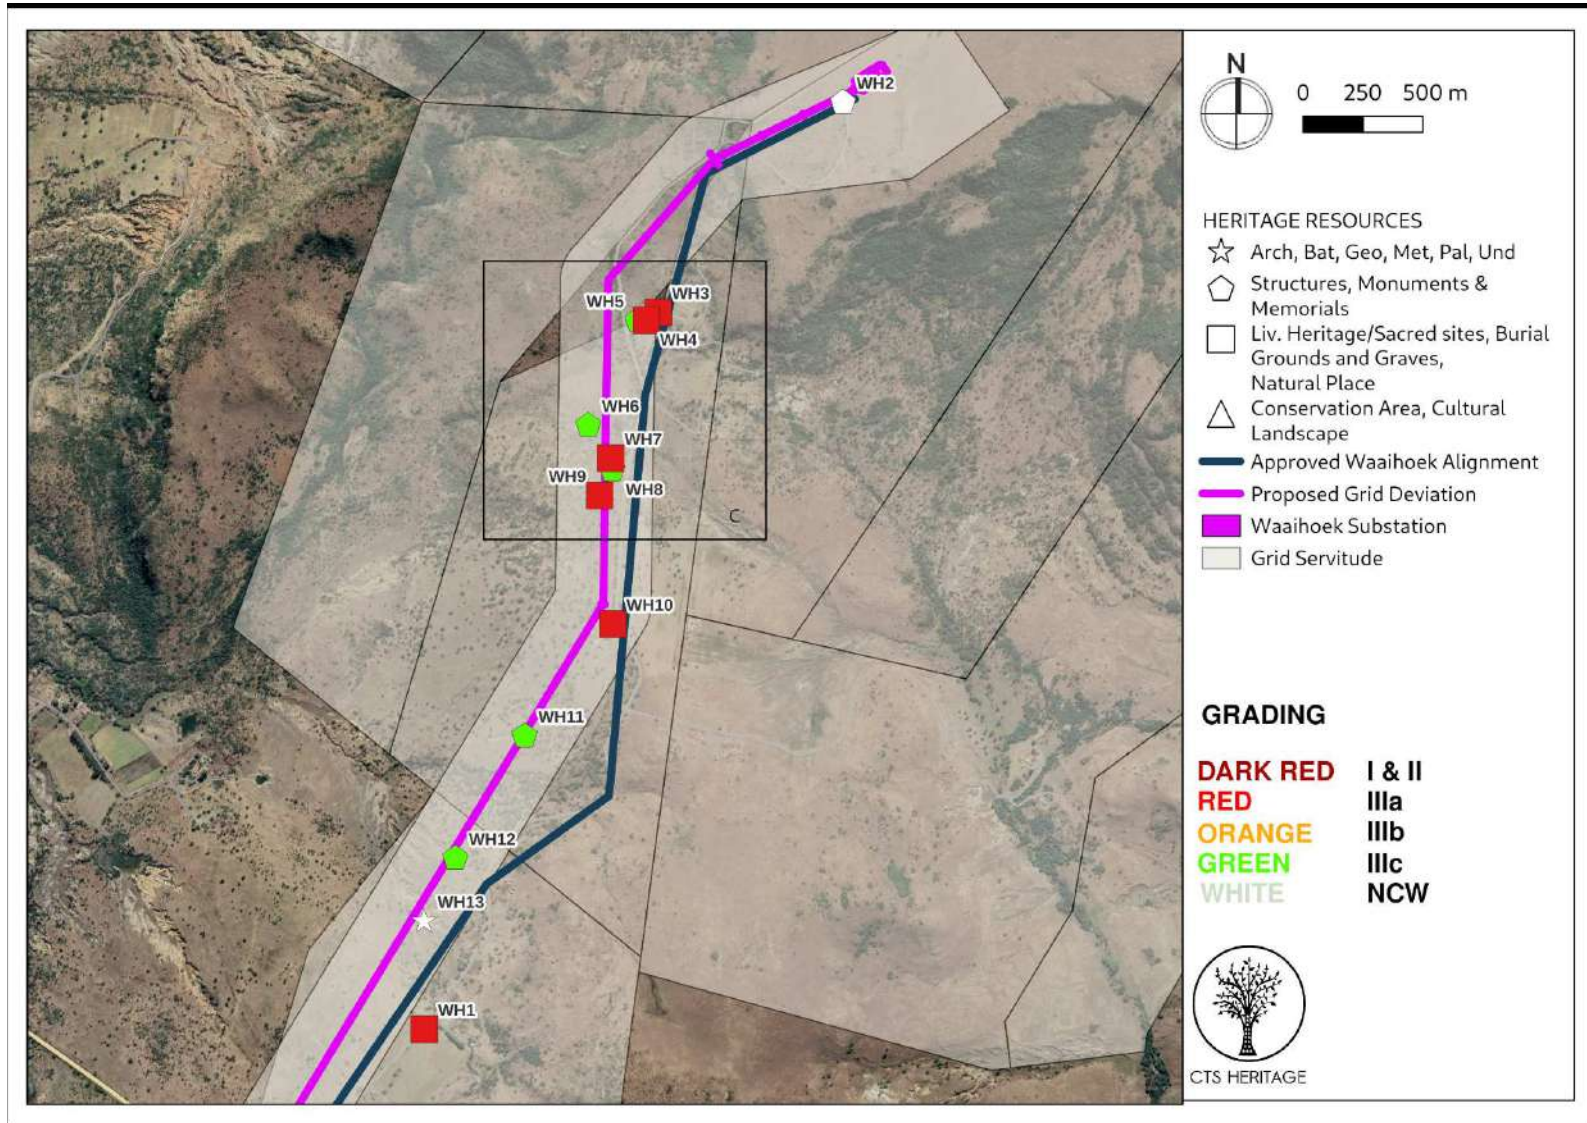 WH2
WH5
WH3
WH4
WH6
WH7
WH9
WH8
C
WH10
WH11
WH12
WH13
WH1
N
0 250 500 m
HERITAGE RESOURCES
Arch, Bat, Geo, Met, Pal, Und
Structures, Monuments &
Memorials
Liv. Heritage/Sacred sites, Burial
Grounds and Graves,
Natural Place
Conservation Area, Cultural
Landscape
Approved Waaihoek Alignment
Proposed Grid Deviation
Waaihoek Substation
Grid Servitude
GRADING
DARK RED I & II
RED IIIa
ORANGE IIIb
GREEN IIIc
WHITE NCW
CTS HERITAGE